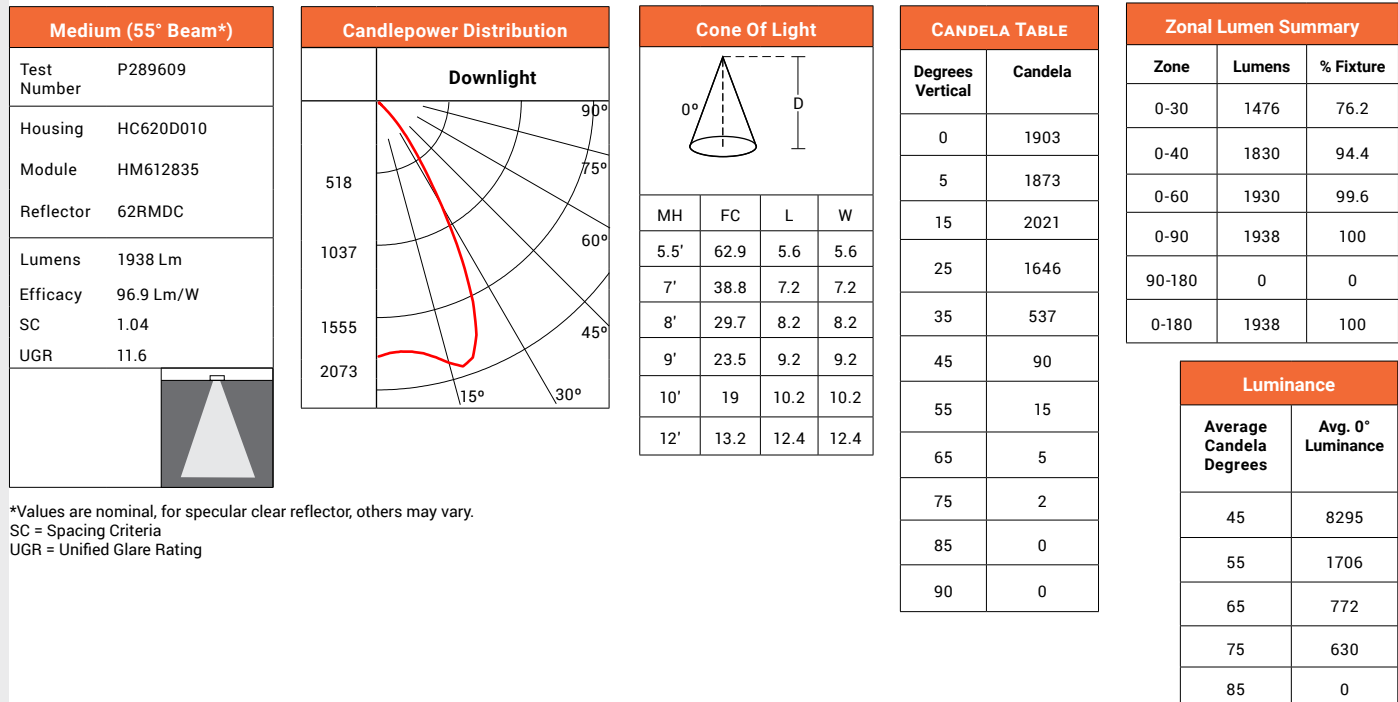 Medium (55° Beam*)
Test Number P289609
Housing HC620D010
Module HM612835
Reflector 62RMDC
Lumens 1938 Lm
Efficacy 96.9 Lm/W
SC 1.04
UGR 11.6
*Values are nominal, for specular clear reflector, others may vary.
SC = Spacing Criteria
UGR = Unified Glare Rating
Candlepower Distribution
Downlight
90º
75º
60º
45º
30º
15º
518
1037
1555
2073
Cone Of Light
0º
D
MH FC L W
5.5' 62.9 5.6 5.6
7' 38.8 7.2 7.2
8' 29.7 8.2 8.2
9' 23.5 9.2 9.2
10' 19 10.2 10.2
12' 13.2 12.4 12.4
CANDELA TABLE
Degrees Vertical Candela
0 1903
5 1873
15 2021
25 1646
35 537
45 90
55 15
65 5
75 2
85 0
90 0
Zonal Lumen Summary
Zone Lumens % Fixture
0-30 1476 76.2
0-40 1830 94.4
0-60 1930 99.6
0-90 1938 100
90-180 0 0
0-180 1938 100
Luminance
Average Candela Degrees Avg. 0° Luminance
45 8295
55 1706
65 772
75 630
85 0